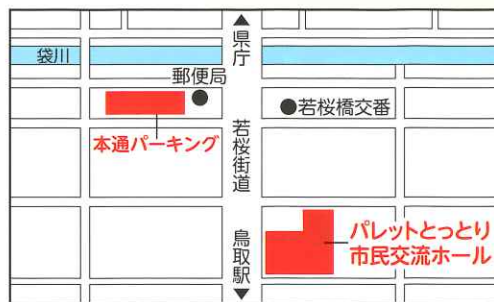 ▲県庁
袋川
郵便局
●若桜橋交番
本通パーキング
若桜街道
パレットとっとり
市民交流ホール
鳥取駅▼